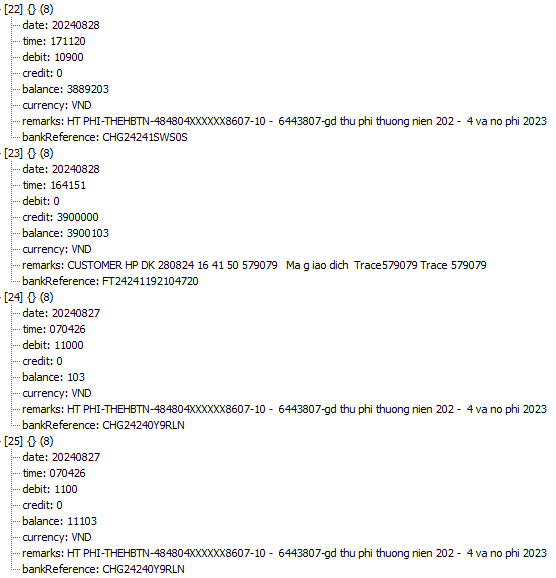 [22] {} (8)
date: 20240828
time: 171120
debit: 10900
credit: 0
balance: 3889203
currency: VND
remarks: HT PHI-THEHBTN-484804XXXXXX8607-10 - 6443807-gd thu phi thuong nien 202 - 4 va no phi 2023
bankReference: CHG24241SWS0S
[23] {} (8)
date: 20240828
time: 164151
debit: 0
credit: 3900000
balance: 3900103
currency: VND
remarks: CUSTOMER HP DK 280824 16 41 50 579079 Ma g iao dich Trace579079 Trace 579079
bankReference: FT24241192104720
[24] {} (8)
date: 20240827
time: 070426
debit: 11000
credit: 0
balance: 103
currency: VND
remarks: HT PHI-THEHBTN-484804XXXXXX8607-10 - 6443807-gd thu phi thuong nien 202 - 4 va no phi 2023
bankReference: CHG24240Y9RLN
[25] {} (8)
date: 20240827
time: 070426
debit: 1100
credit: 0
balance: 11103
currency: VND
remarks: HT PHI-THEHBTN-484804XXXXXX8607-10 - 6443807-gd thu phi thuong nien 202 - 4 va no phi 2023
bankReference: CHG24240Y9RLN